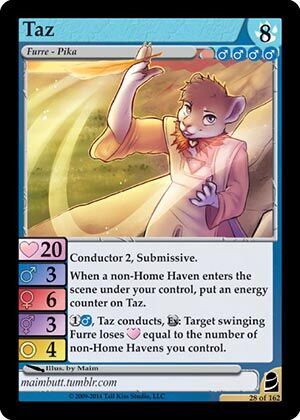 Taz
8
Furre - Pika
20
3
6
3
4
Conductor 2, Submissive.
When a non-Home Haven enters the
scene under your control, put an energy
counter on Taz.
①♂, Taz conducts, : Target swinging
Furre loses equal to the number
of non-Home Havens you control.
Illus. by Maim
maimbutt.tumblr.com
© 2009-2014 Tail Kiss Studio, LLC
28 of 162